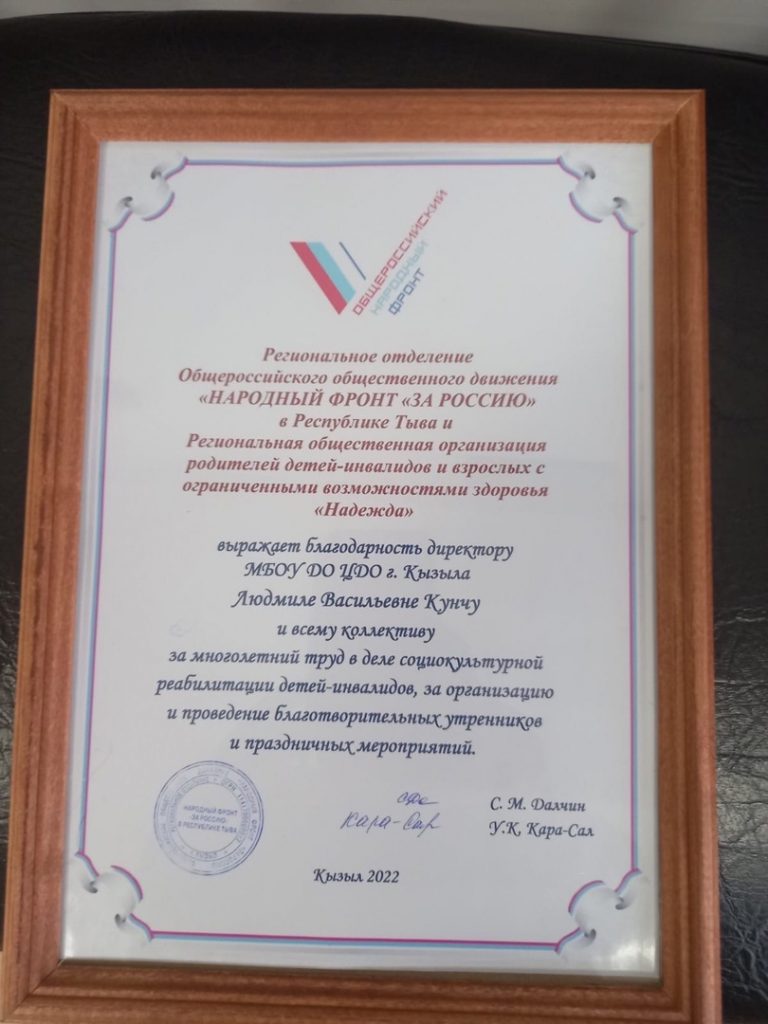 ОБЩЕРОССИЙСКИЙ
НАРОДНЫЙ
ФРОНТ
Региональное отделение
Общероссийского общественного движения
«НАРОДНЫЙ ФРОНТ «ЗА РОССИЮ»
в Республике Тыва и
Региональная общественная организация
родителей детей-инвалидов и взрослых с
ограниченными возможностями здоровья
«Надежда»
выражает благодарность директору
МБОУ ДО ЦДО г. Кызыла
Людмиле Васильевне Кунчу
и всему коллективу
за многолетний труд в деле социокультурной
реабилитации детей-инвалидов, за организацию
и проведение благотворительных утренников
и праздничных мероприятий.
НАРОДНЫЙ ФРОНТ
ЗА РОССИЮ
В РЕСПУБЛИКЕ ТЫВА
С. М. Далчин
Кара-Сал
У.К. Кара-Сал
Кызыл 2022